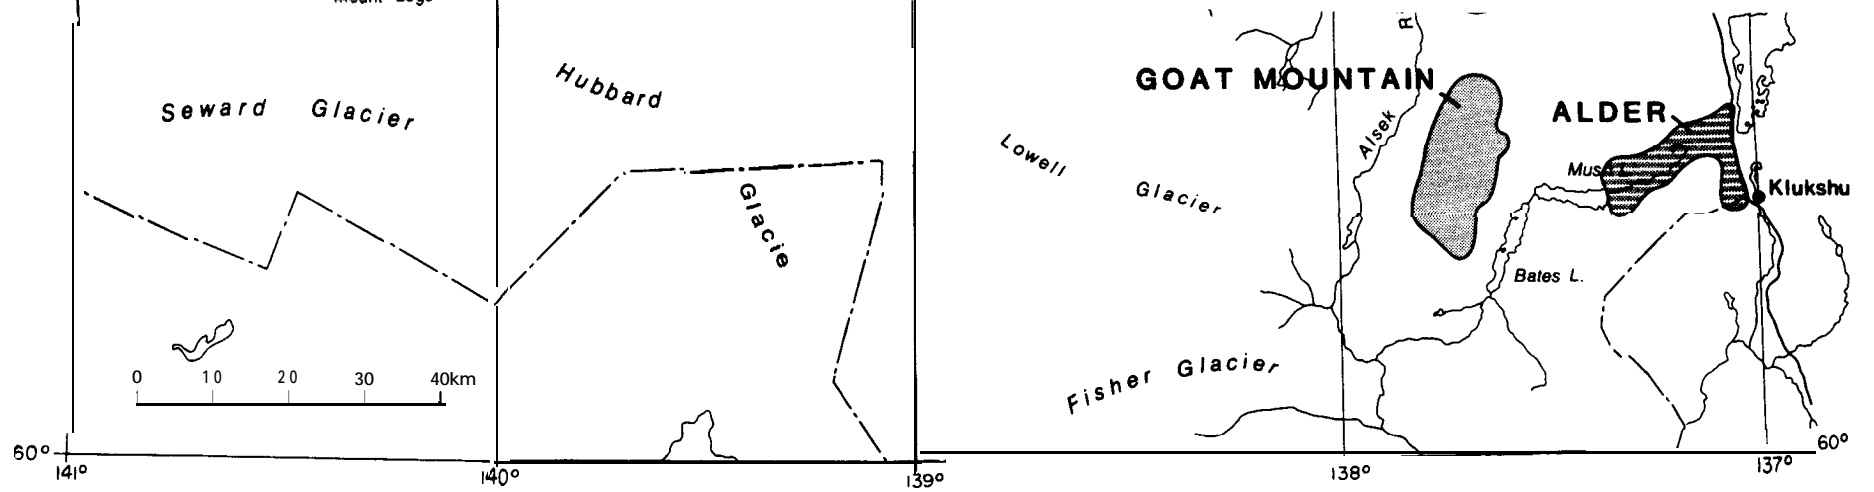 Seward Glacier
Hubbard
Glacie
0 10 20 30 40km
60°
141°
140°
139°
R
GOAT MOUNTAIN
Alsek
Lowell
Glacier
ALDER
Klukshu
Bates L.
Fisher Glacier
138°
137°
60°